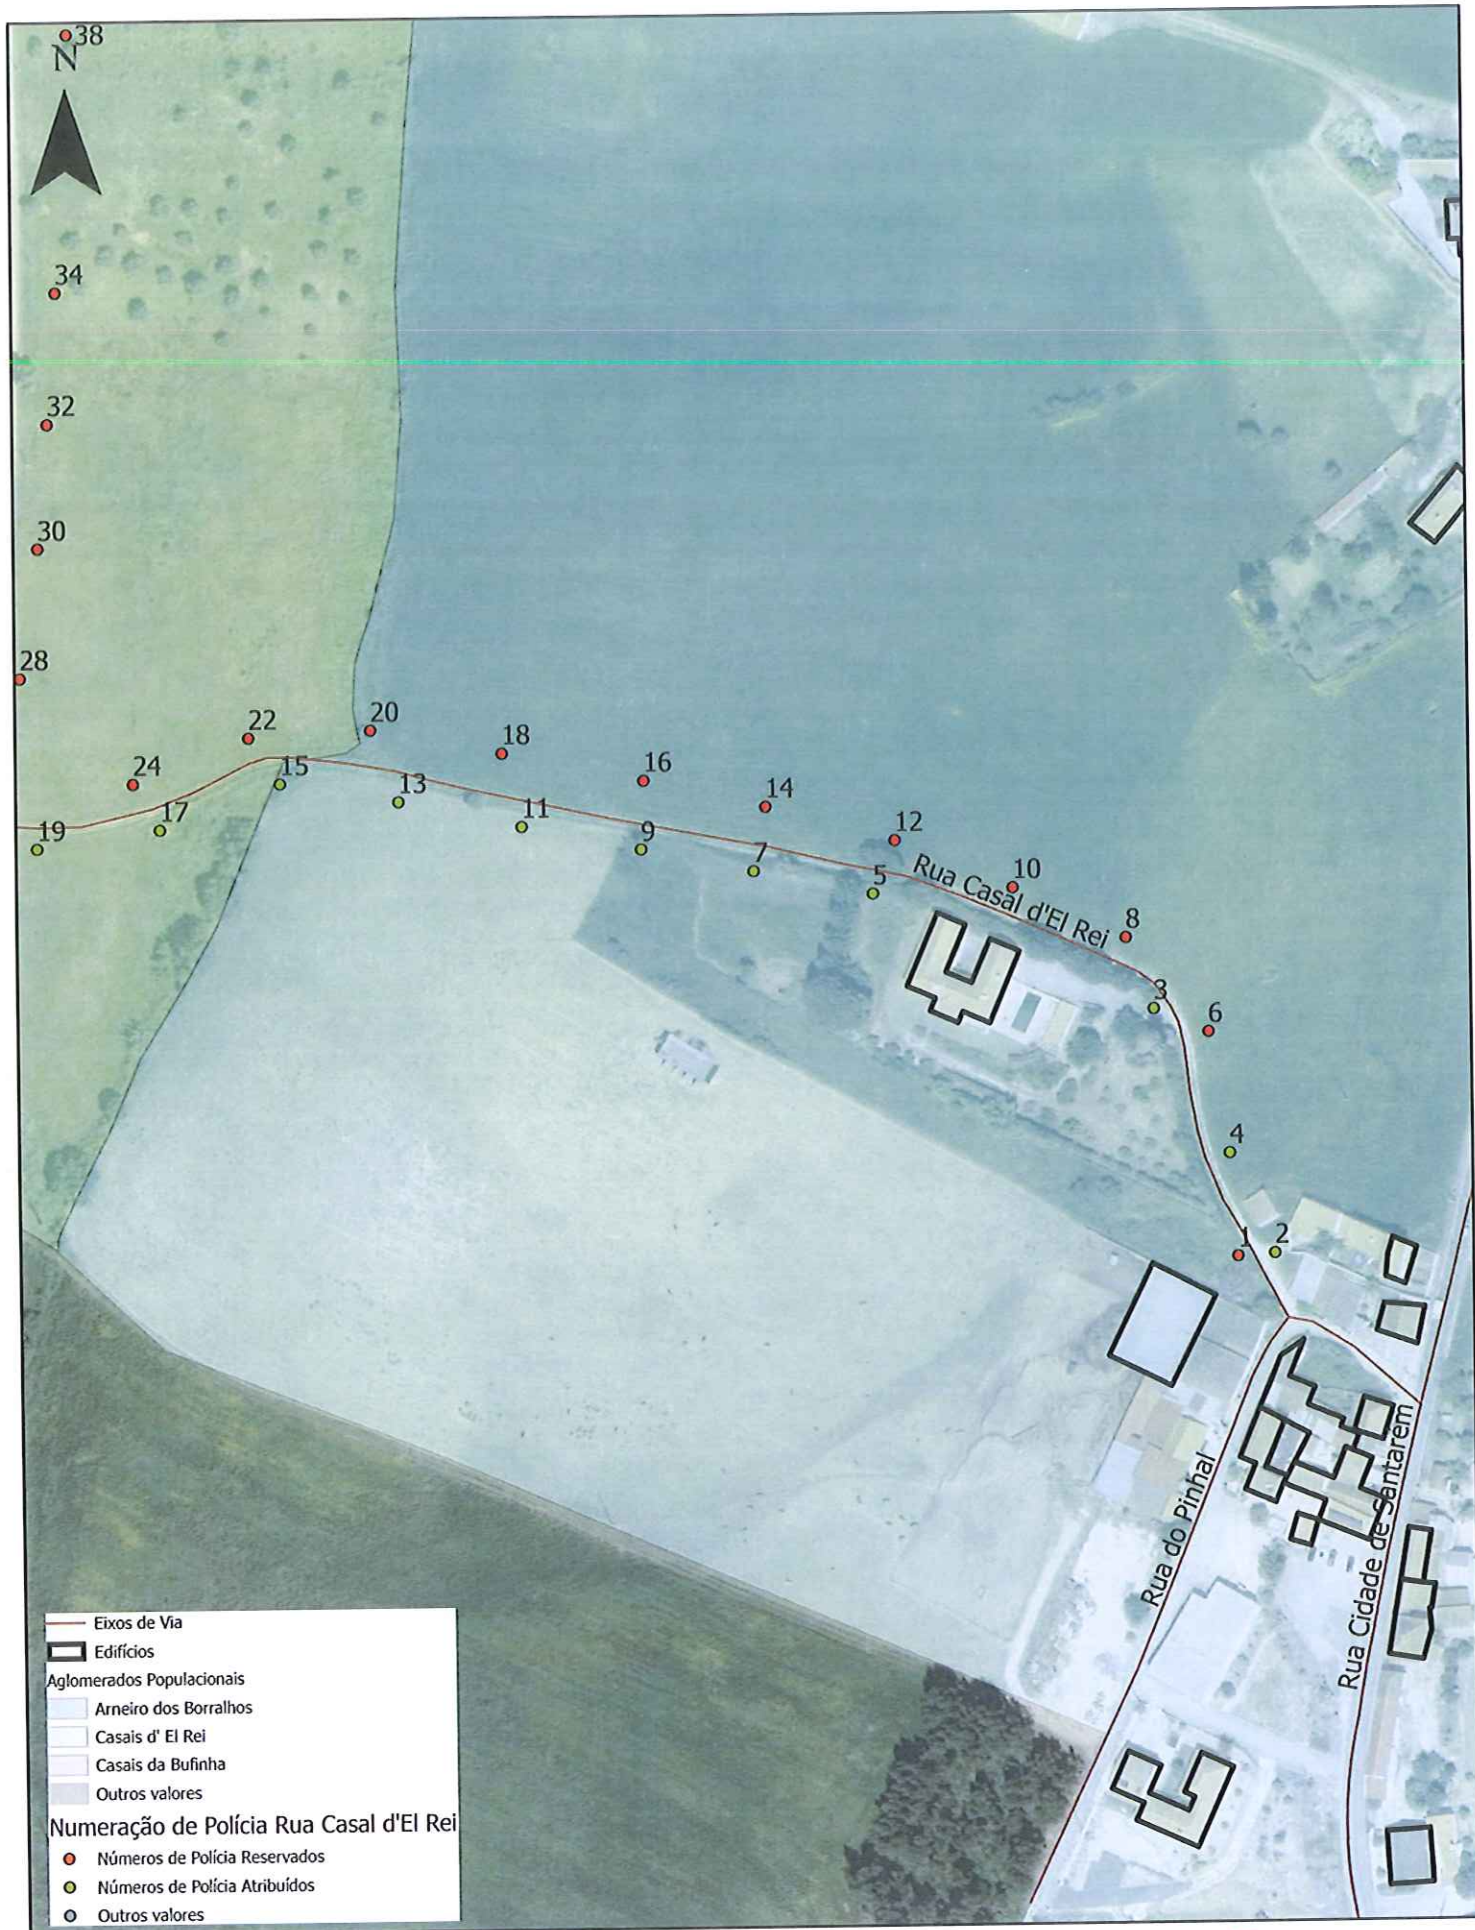 38
N
34
32
30
28
22
20
18
24
15
16
13
14
17
11
12
19
9
7
5
10
Rua Casal d'El Rei
8
3
6
4
1
2
Rua do Pinhal
Rua Cidade de Santarém
Eixos de Via
Edifícios
Aglomerados Populacionais
Arneiro dos Borralhos
Casais d' El Rei
Casais da Bufinha
Outros valores
Numeração de Polícia Rua Casal d'El Rei
Números de Polícia Reservados
Números de Polícia Atribuídos
Outros valores